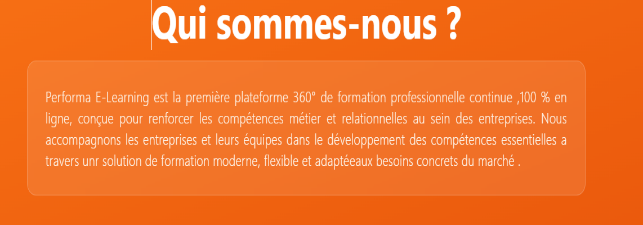 Qui sommes-nous ?
Performa E-Learning est la première plateforme 360° de formation professionnelle continue ,100 % en
ligne, conçue pour renforcer les compétences métier et relationnelles au sein des entreprises. Nous
accompagnons les entreprises et leurs équipes dans le développement des compétences essentielles a
travers unr solution de formation moderne, flexible et adaptéeaux besoins concrets du marché .